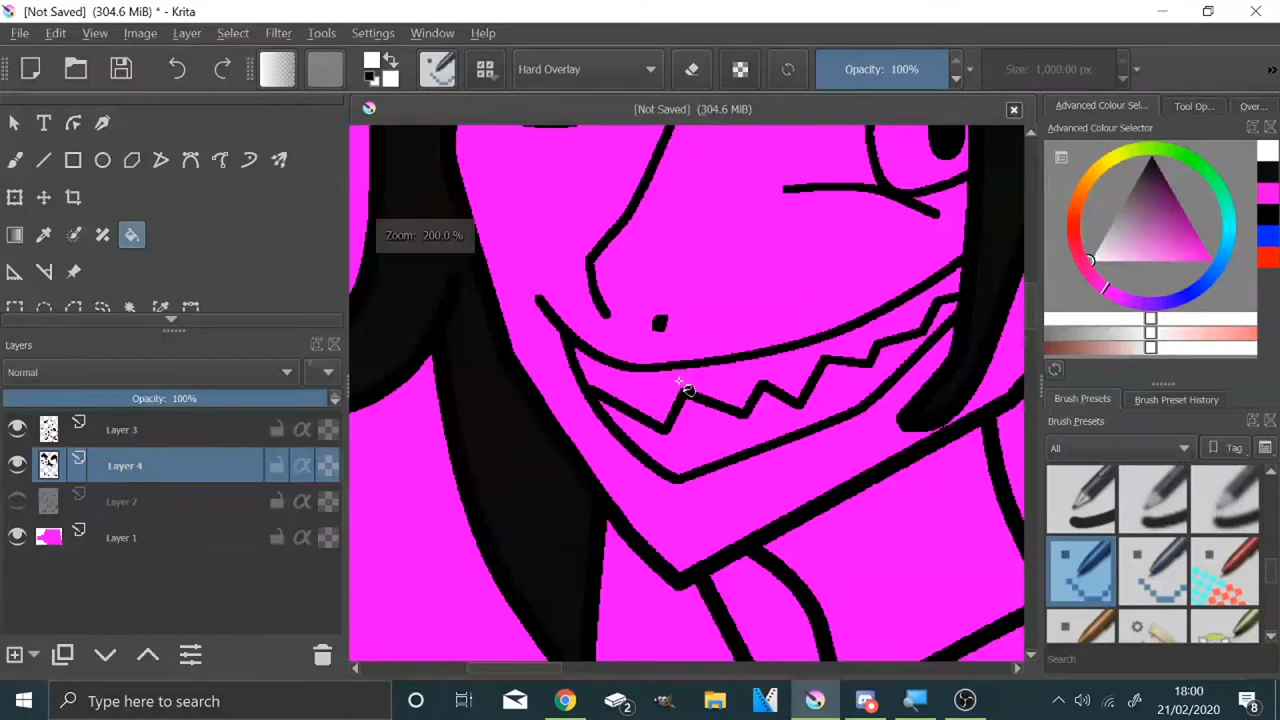 [Not Saved] (304.6 MiB) * - Krita
File Edit View Image Layer Select Filter Tools Settings Window Help
Hard Overlay
Opacity: 100%
Size: 1,000.00 px
»
[Not Saved] (304.6 MiB)
Advanced Colour Sel...
Tool Op...
Over...
Advanced Colour Selector
Zoom: 200.0 %
Layers
Normal
Opacity: 100%
Layer 3
Layer 4
Layer 2
Layer 1
Brush Presets
Brush Preset History
Brush Presets
All
Tag
Search
Type here to search
2
18:00
21/02/2020
8